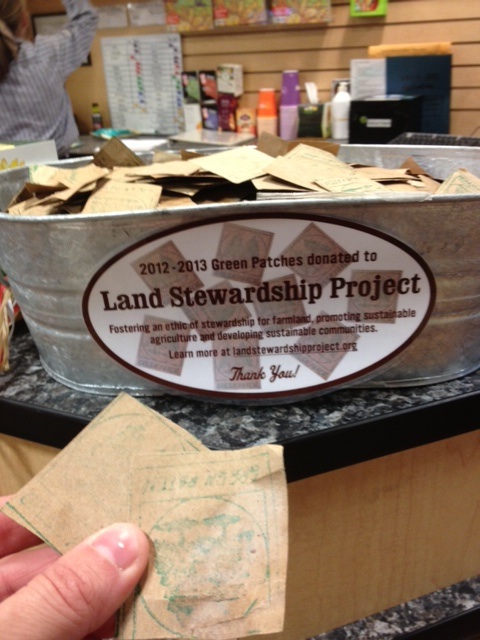 2012-2013 Green Patches donated to
Land Stewardship Project
Fostering an ethic of stewardship for farmland, promoting sustainable
agriculture and developing sustainable communities.
Learn more at landstewardshipproject.org
Thank You!